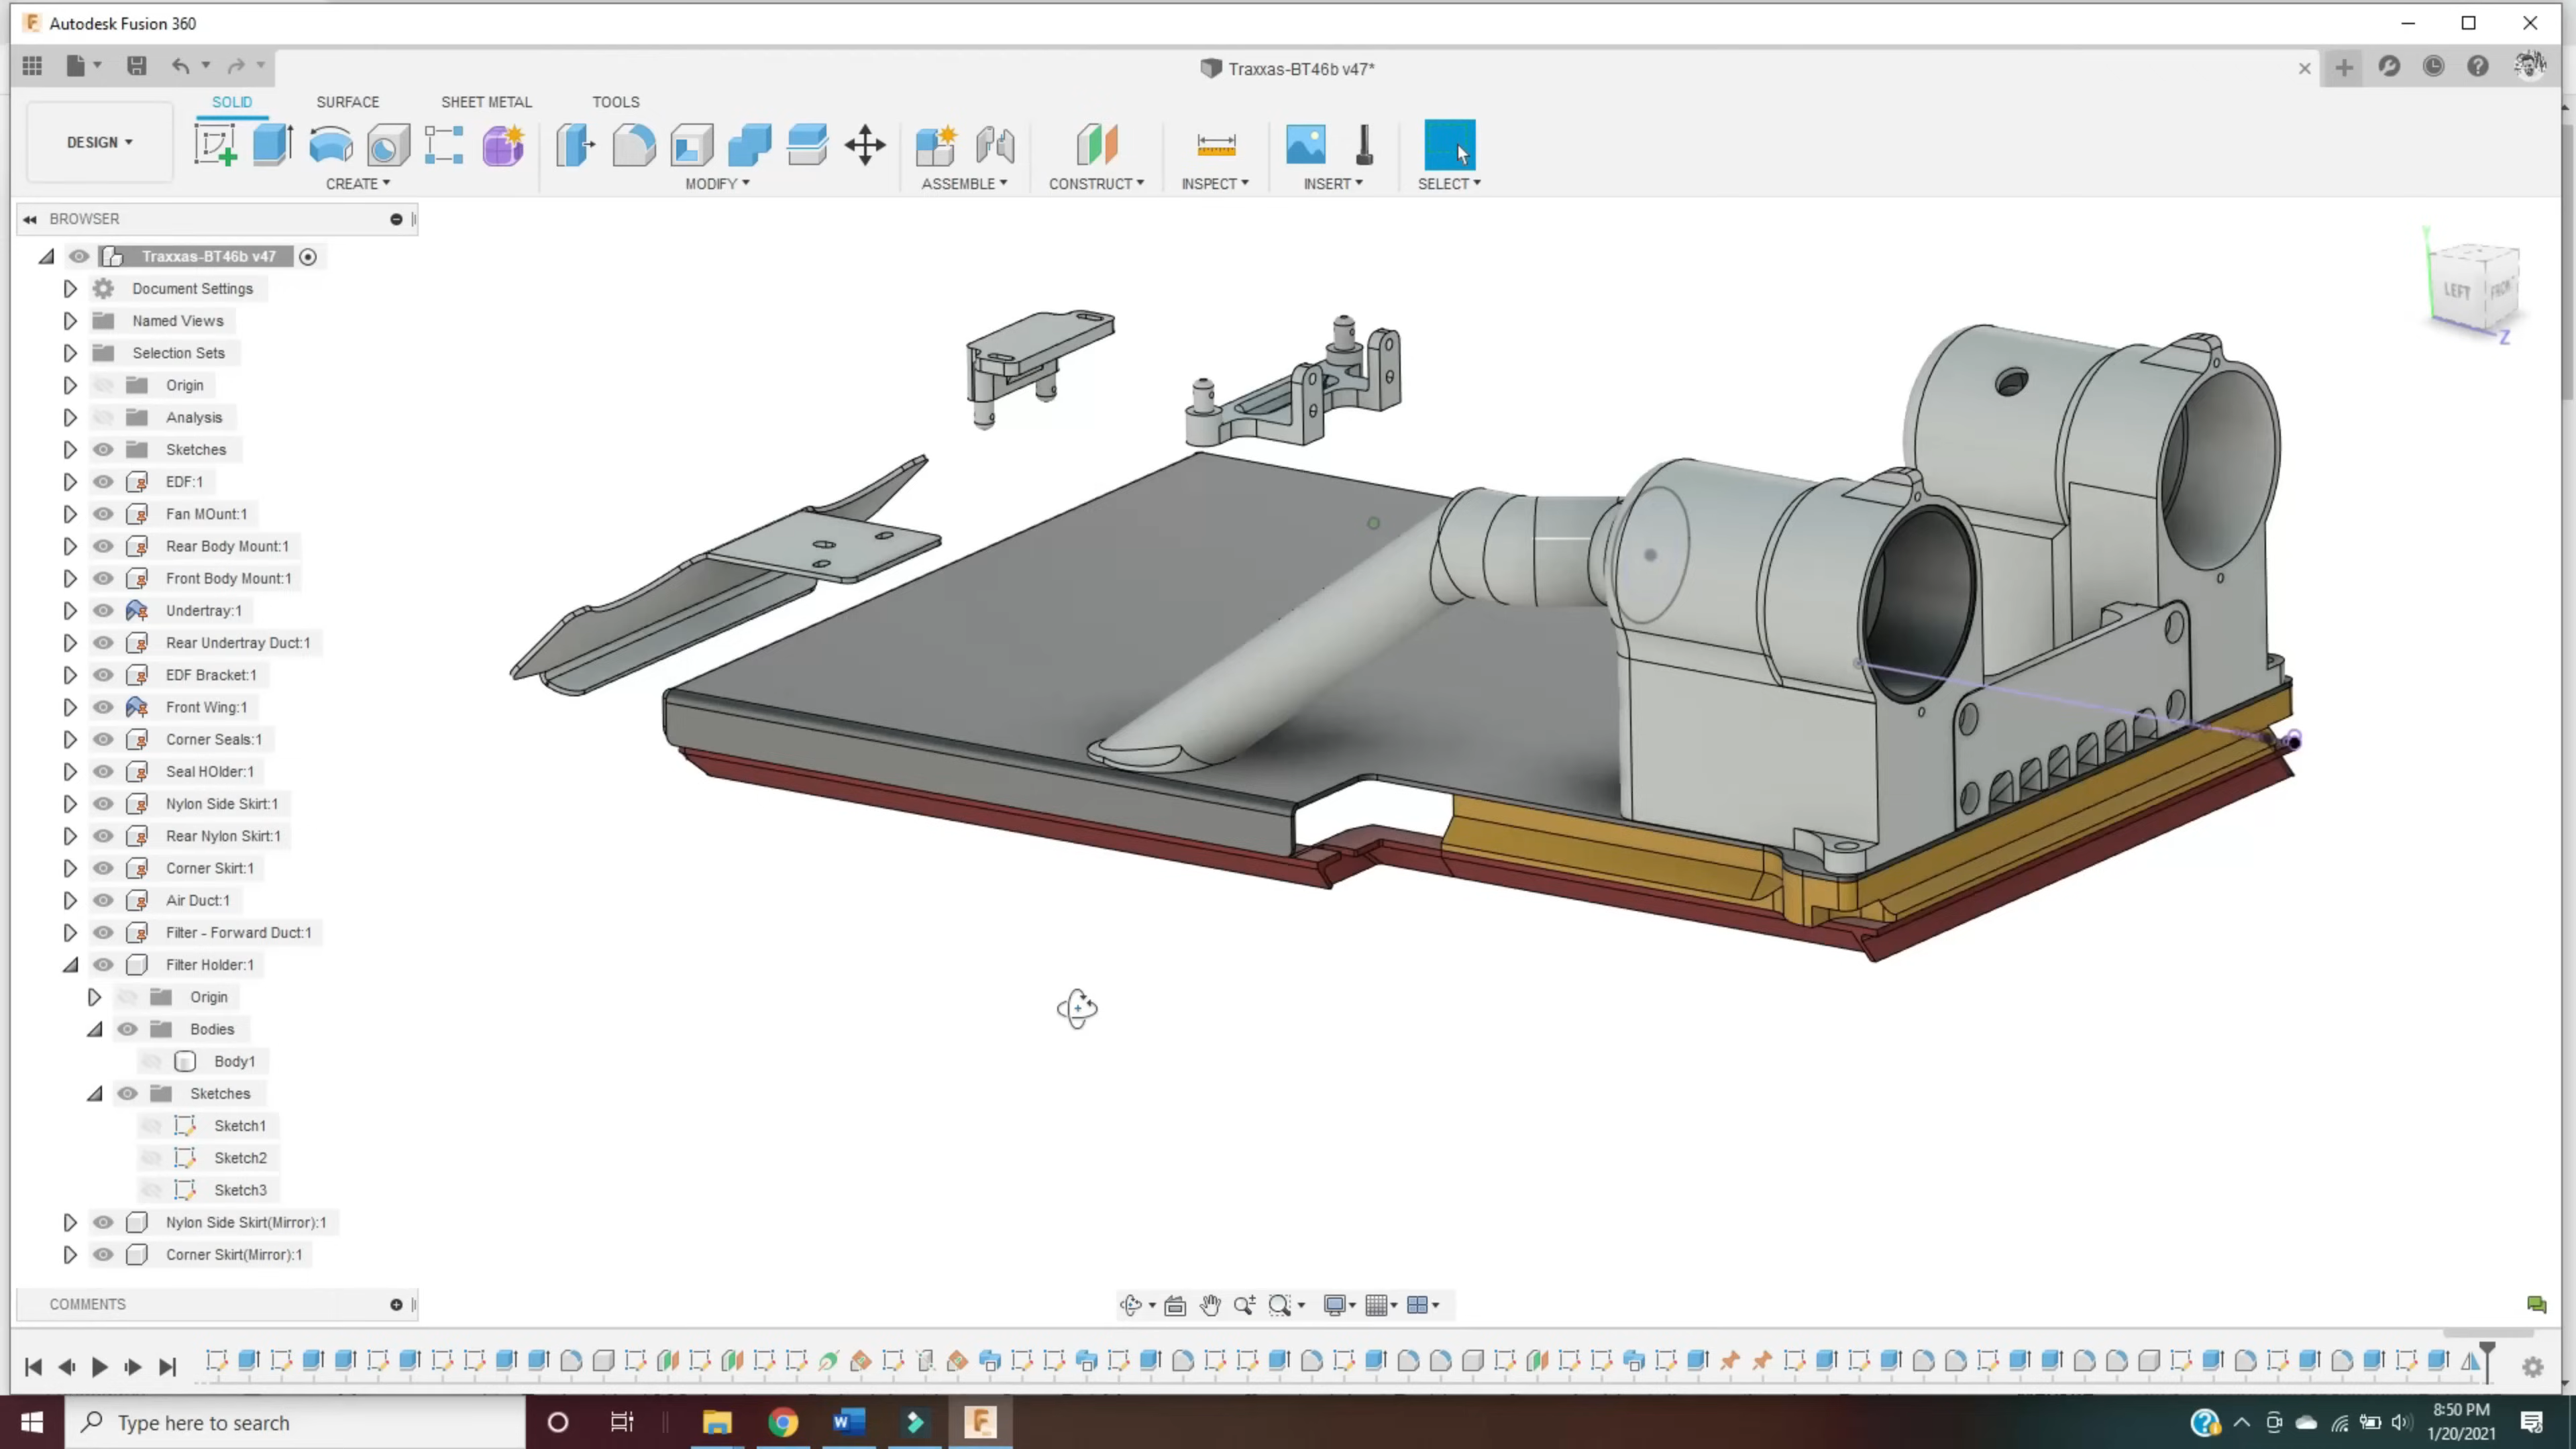 Autodesk Fusion 360
Traxxas-BT46b v47*
SOLID SURFACE SHEET METAL TOOLS
DESIGN
CREATE MODIFY ASSEMBLE CONSTRUCT INSPECT INSERT SELECT
BROWSER
Traxxas-BT46b v47
Document Settings
Named Views
Selection Sets
Origin
Analysis
Sketches
EDF:1
Fan MOunt:1
Rear Body Mount:1
Front Body Mount:1
Undertray:1
Rear Undertray Duct:1
EDF Bracket:1
Front Wing:1
Corner Seals:1
Seal HOlder:1
Nylon Side Skirt:1
Rear Nylon Skirt:1
Corner Skirt:1
Air Duct:1
Filter - Forward Duct:1
Filter Holder:1
Origin
Bodies
Body1
Sketches
Sketch1
Sketch2
Sketch3
Nylon Side Skirt(Mirror):1
Corner Skirt(Mirror):1
LEFT FRONT
Z
COMMENTS
Type here to search
8:50 PM
1/20/2021